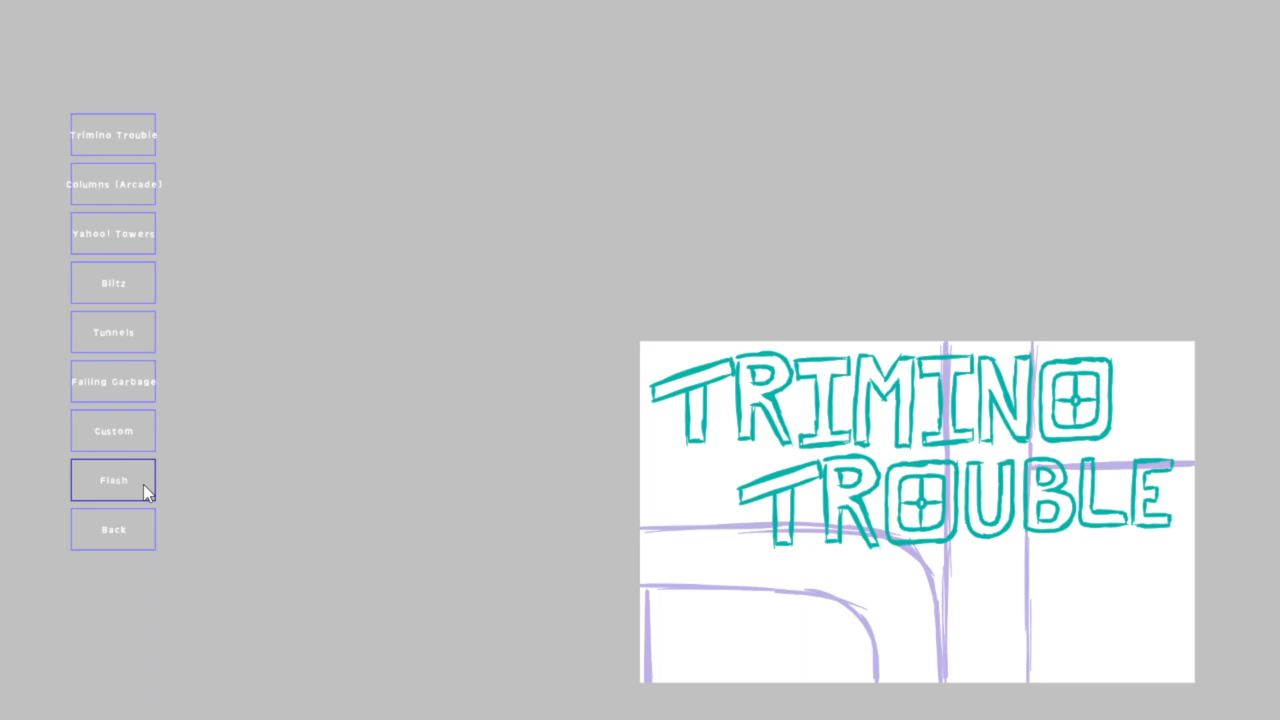 Trimino Trouble
Columns (Arcade)
Yahoo! Towers
Blitz
Tunnels
Falling Garbage
Custom
Flash
Back
TRIMINO
TROUBLE